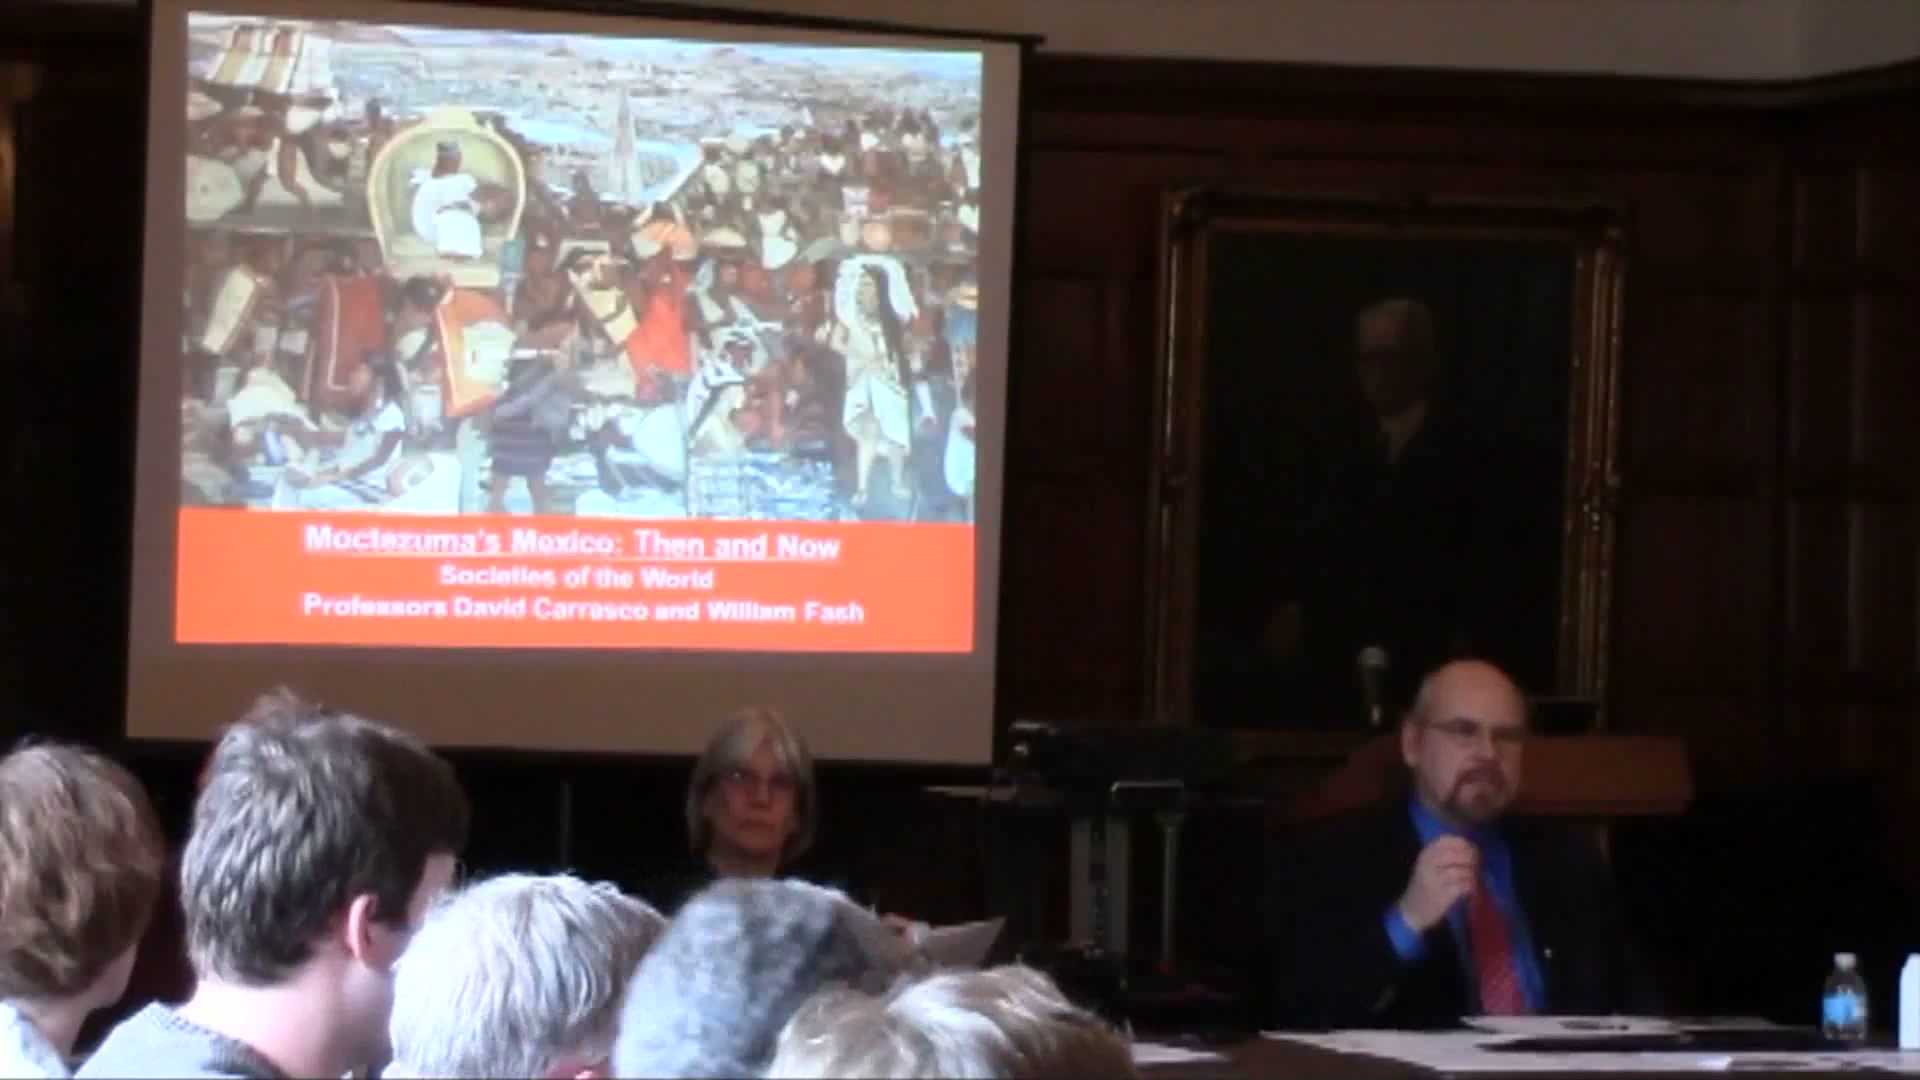 Moctezuma's Mexico: Then and Now
Societies of the World
Professors David Carrasco and William Fash